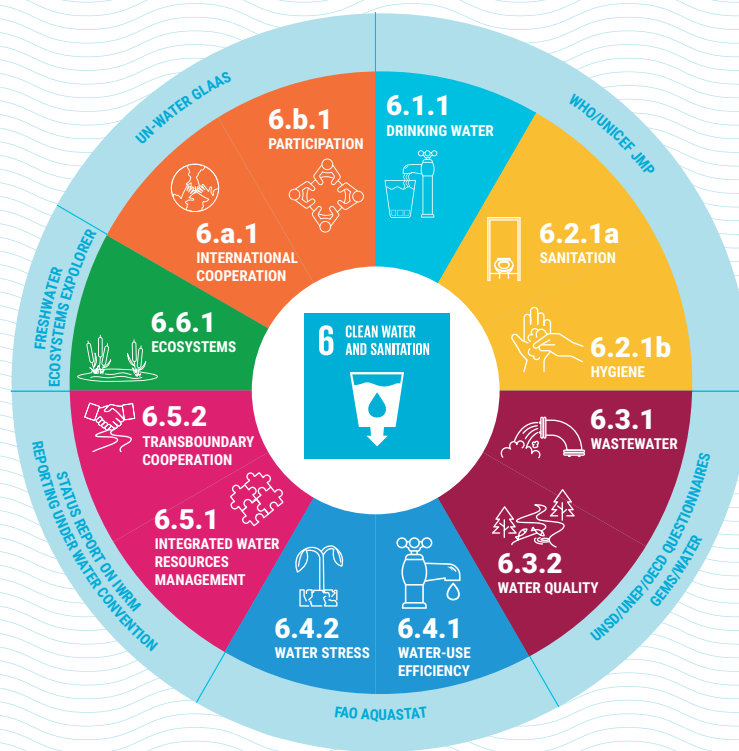 UN-WATER GLAAS
WHO/UNICEF JMP
6.b.1
PARTICIPATION
6.1.1
DRINKING WATER
6.a.1
INTERNATIONAL
COOPERATION
6.2.1a
SANITATION
FRESHWATER
ECOSYSTEMS EXPOLORER
6.6.1
ECOSYSTEMS
6 CLEAN WATER
AND SANITATION
6.2.1b
HYGIENE
6.5.2
TRANSBOUNDARY
COOPERATION
6.3.1
WASTEWATER
STATUS REPORT ON IWRM
REPORTING UNDER WATER CONVENTION
6.5.1
INTEGRATED WATER
RESOURCES
MANAGEMENT
6.3.2
WATER QUALITY
UNSD/UNEP/OECD QUESTIONNAIRES
GEMS/WATER
6.4.2
WATER STRESS
6.4.1
WATER-USE
EFFICIENCY
FAO AQUASTAT